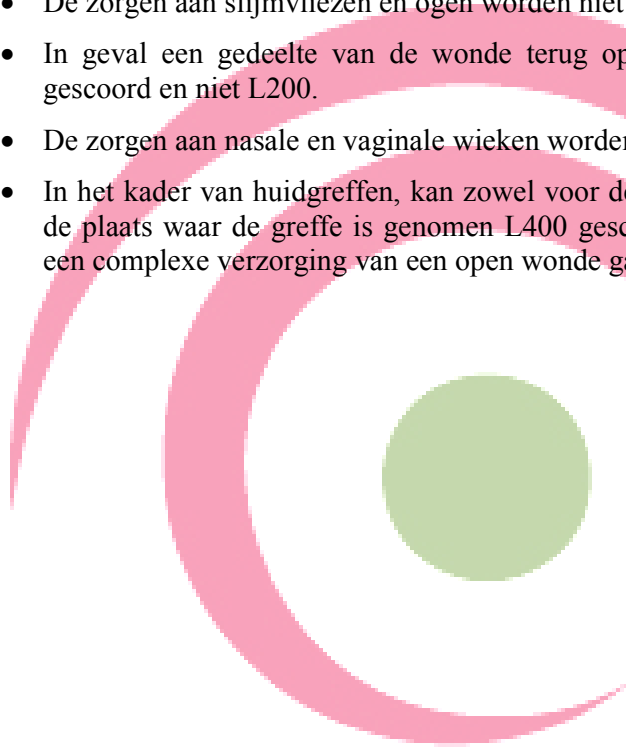 • De zorgen aan slijmvliezen en ogen worden niet
• In geval een gedeelte van de wonde terug op
gescoord en niet L200.
• De zorgen aan nasale en vaginale wieken worde
• In het kader van huidgreffen, kan zowel voor d
de plaats waar de greffe is genomen L400 gesc
een complexe verzorging van een open wonde ga